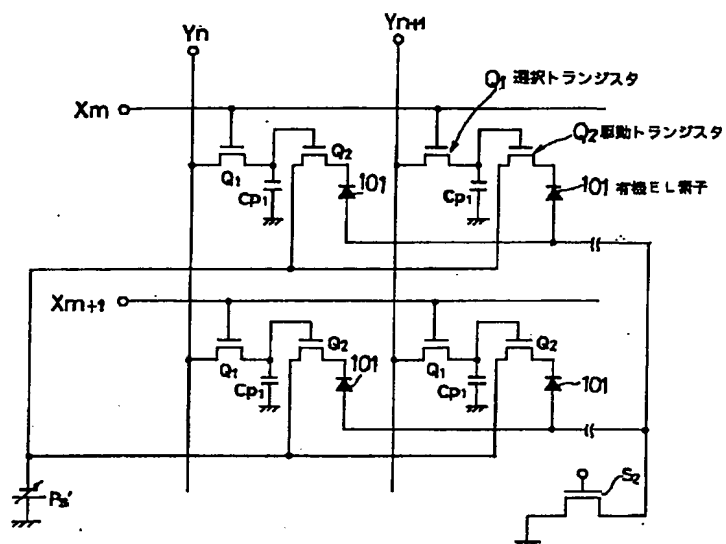 Yn
Yn+1
Xm
Q1 選択トランジスタ
Q2 駆動トランジスタ
Q1
Q2
Cp1
101
Cp1
101 有機EL素子
Xm+1
Q1
Q2
Cp1
101
Q1
Q2
Cp1
101
Ps'
S2